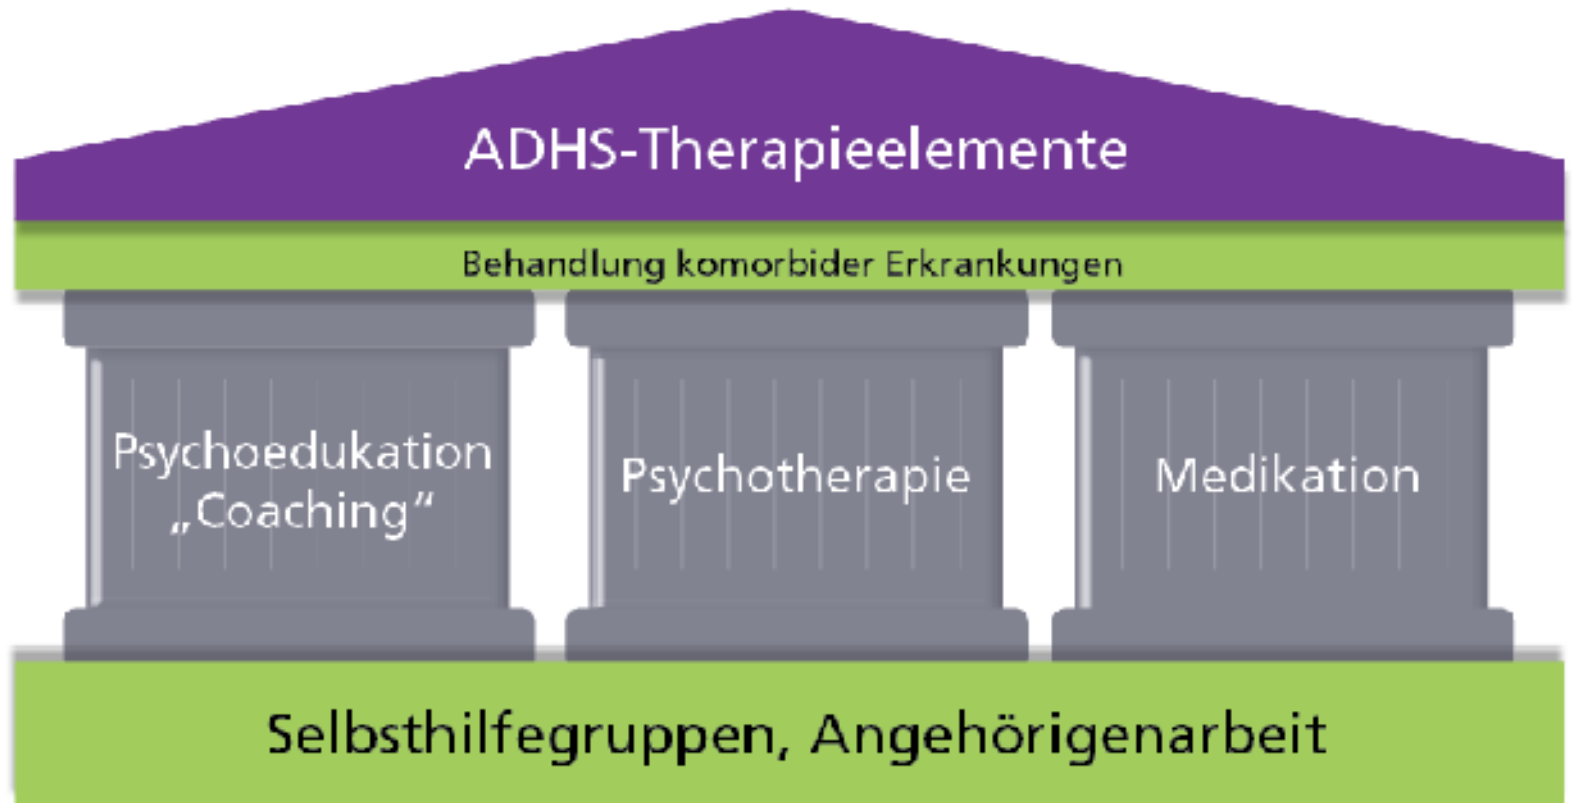 ADHS-Therapieelemente
Behandlung komorbider Erkrankungen
Psychoedukation
„Coaching“
Psychotherapie
Medikation
Selbsthilfegruppen, Angehörigenarbeit